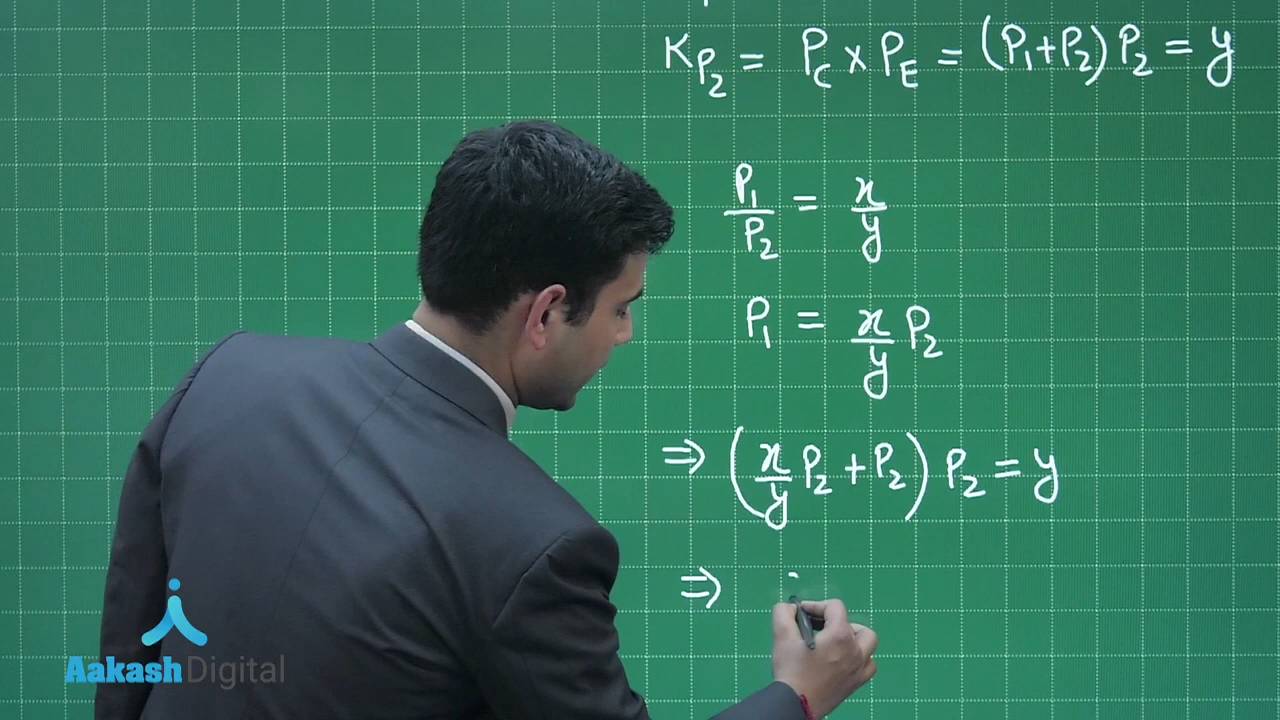 K_{P_2} = P_C × P_E = (P_1+P_2) P_2 = y
P_1/P_2 = x/y
P_1 = x/y P_2
⇒ (x/y P_2 + P_2) P_2 = y
⇒
Aakash Digital